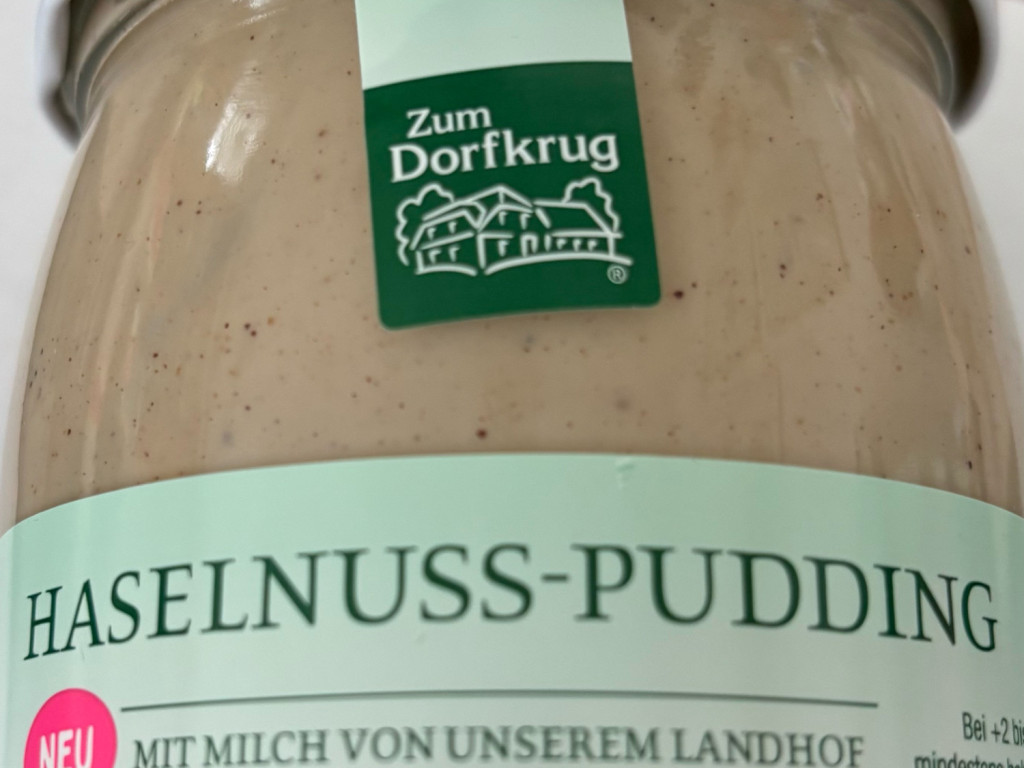 Zum
Dorfkrug
®
HASELNUSS-PUDDING
NEU
MIT MILCH VON UNSEREM LANDHOF
Bei +2 bis